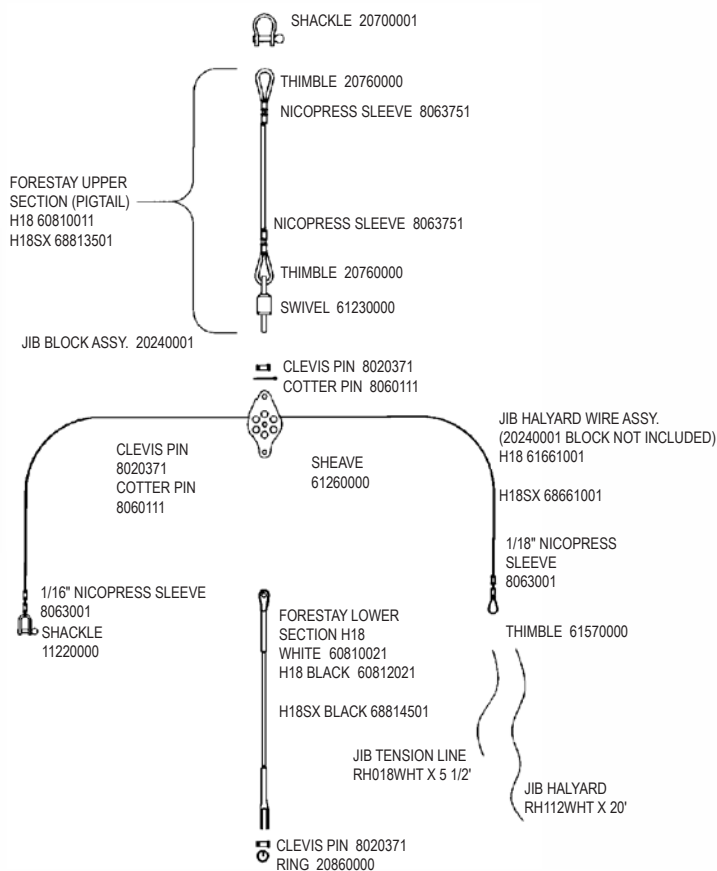 SHACKLE 20700001
THIMBLE 20760000
NICOPRESS SLEEVE 8063751
FORESTAY UPPER
SECTION (PIGTAIL)
H18 60810011
H18SX 68813501
NICOPRESS SLEEVE 8063751
THIMBLE 20760000
SWIVEL 61230000
JIB BLOCK ASSY. 20240001
CLEVIS PIN 8020371
COTTER PIN 8060111
JIB HALYARD WIRE ASSY.
(20240001 BLOCK NOT INCLUDED)
H18 61661001
H18SX 68661001
CLEVIS PIN
8020371
COTTER PIN
8060111
SHEAVE
61260000
1/18" NICOPRESS
SLEEVE
8063001
1/16" NICOPRESS SLEEVE
8063001
SHACKLE
11220000
FORESTAY LOWER
SECTION H18
WHITE 60810021
H18 BLACK 60812021
H18SX BLACK 68814501
THIMBLE 61570000
JIB TENSION LINE
RH018WHT X 5 1/2'
JIB HALYARD
RH112WHT X 20'
CLEVIS PIN 8020371
RING 20860000